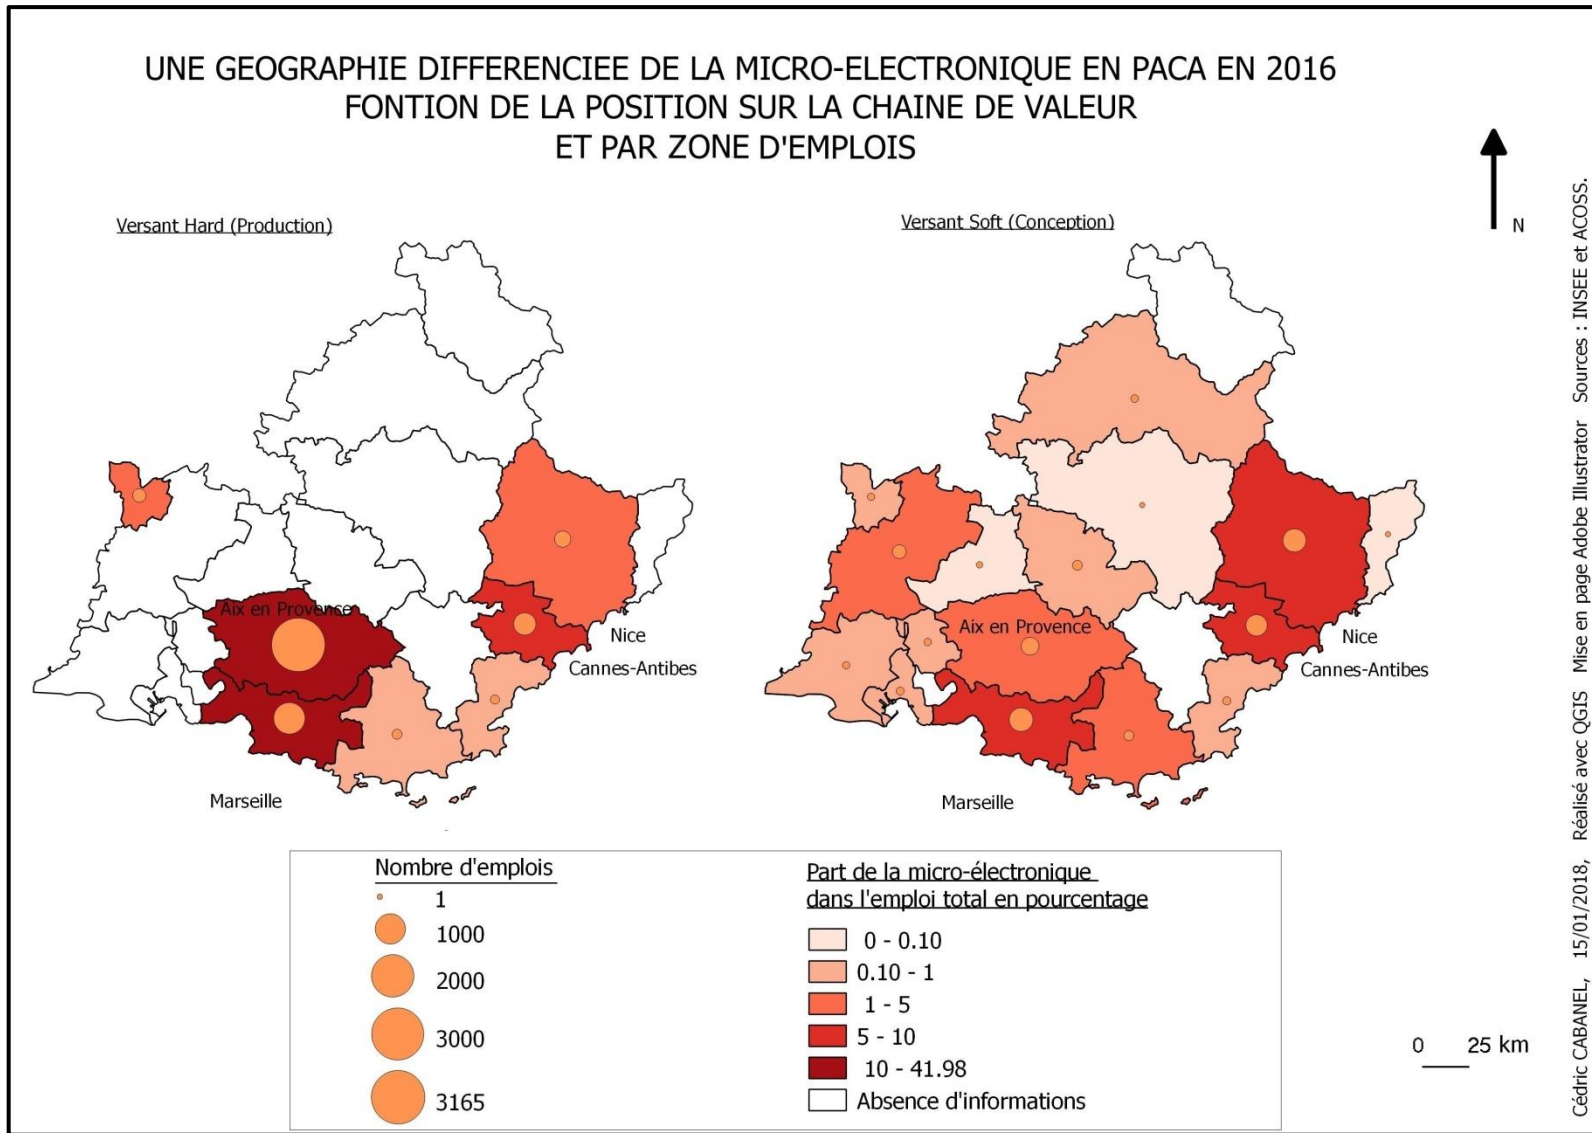 UNE GEOGRAPHIE DIFFERENCIEE DE LA MICRO-ELECTRONIQUE EN PACA EN 2016
FONTION DE LA POSITION SUR LA CHAINE DE VALEUR
ET PAR ZONE D'EMPLOIS
N
Versant Hard (Production)
Aix en Provence
Nice
Cannes-Antibes
Marseille
Versant Soft (Conception)
Aix en Provence
Nice
Cannes-Antibes
Marseille
Nombre d'emplois
1
1000
2000
3000
3165
Part de la micro-électronique
dans l'emploi total en pourcentage
0 - 0.10
0.10 - 1
1 - 5
5 - 10
10 - 41.98
Absence d'informations
0 25 km
Cédric CABANEL, 15/01/2018, Réalisé avec QGIS Mise en page Adobe Illustrator Sources : INSEE et ACOSS.